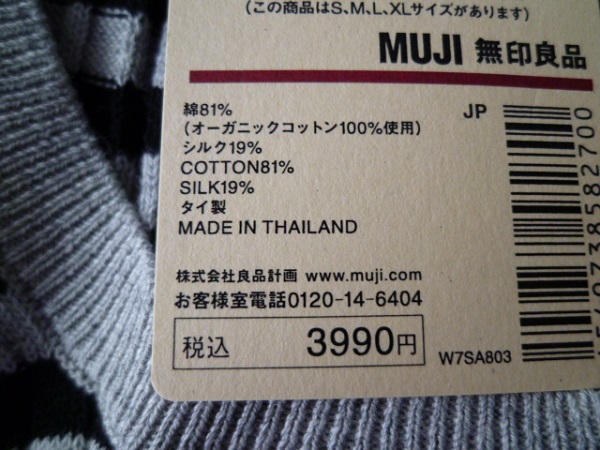 (この商品はS、M、L、XLサイズがあります)
MUJI 無印良品
綿81%
(オーガニックコットン100%使用)
シルク19%
COTTON81%
SILK19%
タイ製
MADE IN THAILAND
JP
株式会社良品計画 www.muji.com
お客様室電話0120-14-6404
税込 3990円
W7SA803